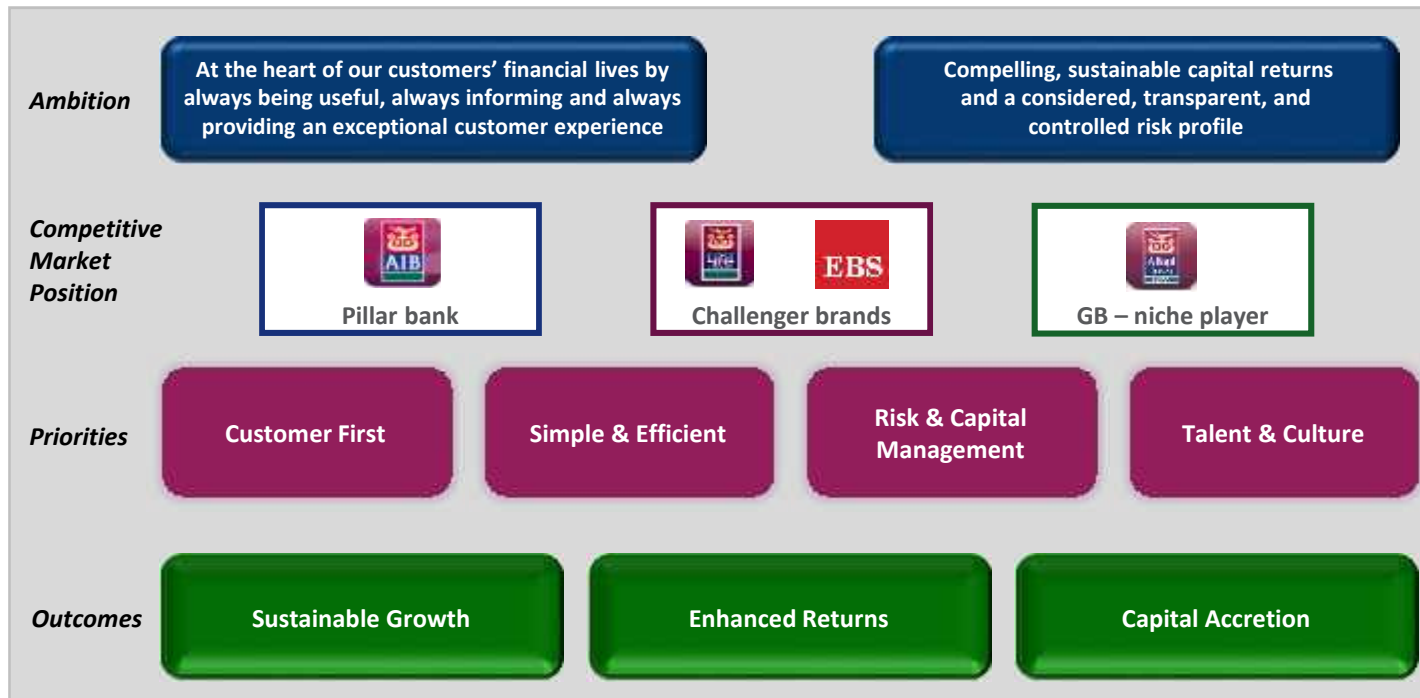 Ambition
At the heart of our customers’ financial lives by
always being useful, always informing and always
providing an exceptional customer experience
Compelling, sustainable capital returns
and a considered, transparent, and
controlled risk profile
Competitive
Market
Position
AIB
Pillar bank
EBS
Challenger brands
GB – niche player
Priorities
Customer First
Simple & Efficient
Risk & Capital
Management
Talent & Culture
Outcomes
Sustainable Growth
Enhanced Returns
Capital Accretion